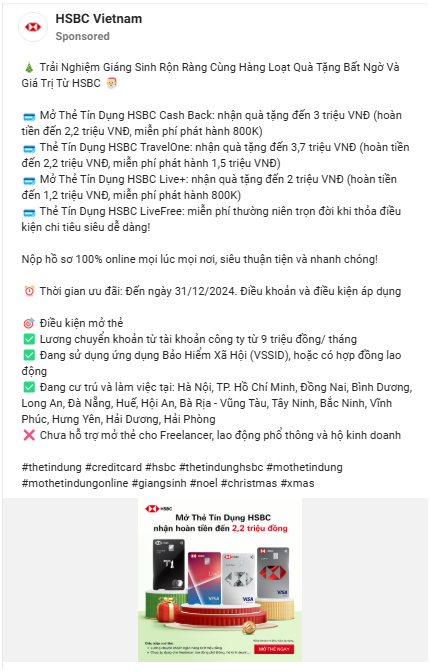 HSBC Vietnam
Sponsored
🎄 Trải Nghiệm Giáng Sinh Rộn Ràng Cùng Hàng Loạt Quà Tặng Bất Ngờ Và
Giá Trị Từ HSBC 🎅
💳 Mở Thẻ Tín Dụng HSBC Cash Back: nhận quà tặng đến 3 triệu VNĐ (hoàn
tiền đến 2,2 triệu VNĐ, miễn phí phát hành 800K)
💳 Thẻ Tín Dụng HSBC TravelOne: nhận quà tặng đến 3,7 triệu VNĐ (hoàn tiền
đến 2,2 triệu VNĐ, miễn phí phát hành 1,5 triệu VNĐ)
💳 Mở Thẻ Tín Dụng HSBC Live+: nhận quà tặng đến 2 triệu VNĐ (hoàn tiền
đến 1,2 triệu VNĐ, miễn phí phát hành 800K)
💳 Thẻ Tín Dụng HSBC LiveFree: miễn phí thường niên trọn đời khi thỏa điều
kiện chi tiêu siêu dễ dàng!
Nộp hồ sơ 100% online mọi lúc mọi nơi, siêu thuận tiện và nhanh chóng!
⏰ Thời gian ưu đãi: Đến ngày 31/12/2024. Điều khoản và điều kiện áp dụng
🎯 Điều kiện mở thẻ
✅ Lương chuyển khoản từ tài khoản công ty từ 9 triệu đồng/ tháng
✅ Đang sử dụng ứng dụng Bảo Hiểm Xã Hội (VSSID), hoặc có hợp đồng lao
động
✅ Đang cư trú và làm việc tại: Hà Nội, TP. Hồ Chí Minh, Đồng Nai, Bình Dương,
Long An, Đà Nẵng, Huế, Hội An, Bà Rịa - Vũng Tàu, Tây Ninh, Bắc Ninh, Vĩnh
Phúc, Hưng Yên, Hải Dương, Hải Phòng
❌ Chưa hỗ trợ mở thẻ cho Freelancer, lao động phổ thông và hộ kinh doanh
#thetindung #creditcard #hsbc #thetindunghsbc #mothetindung
#mothetindungonline #giangsinh #noel #christmas #xmas
HSBC
Mở Thẻ Tín Dụng HSBC
nhận hoàn tiền đến 2,2 triệu đồng
T1
VISA
VISA
VISA
MỞ THẺ NGAY